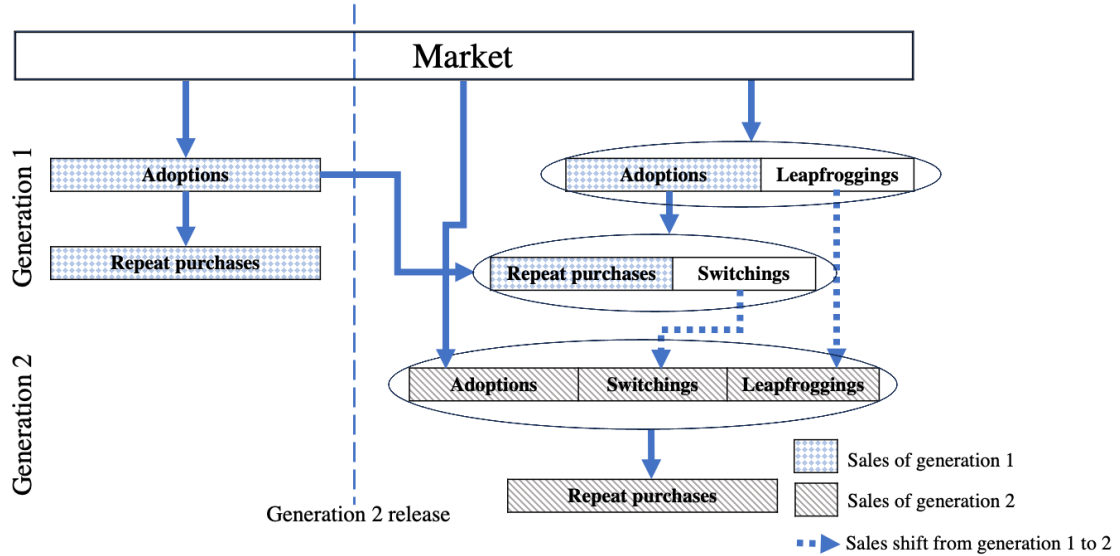 Market
Generation 1
Adoptions
Adoptions
Leapfroggings
Repeat purchases
Repeat purchases
Switchings
Generation 2
Adoptions
Switchings
Leapfroggings
Repeat purchases
Generation 2 release
Sales of generation 1
Sales of generation 2
Sales shift from generation 1 to 2